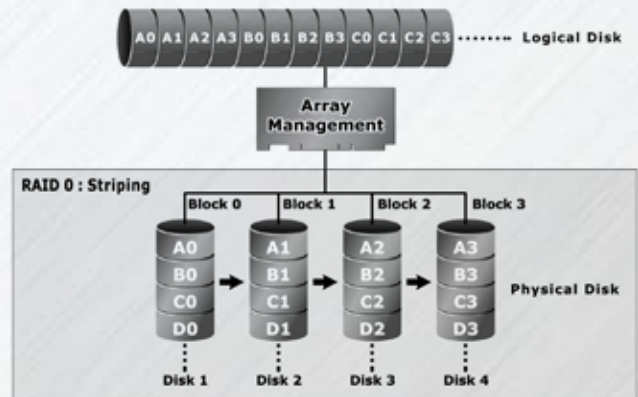 A0 A1 A2 A3 B0 B1 B2 B3 C0 C1 C2 C3 Logical Disk
Array
Management
RAID 0 : Striping
Block 0 Block 1 Block 2 Block 3
A0 A1 A2 A3
B0 B1 B2 B3
Physical Disk
C0 C1 C2 C3
D0 D1 D2 D3
Disk 1 Disk 2 Disk 3 Disk 4